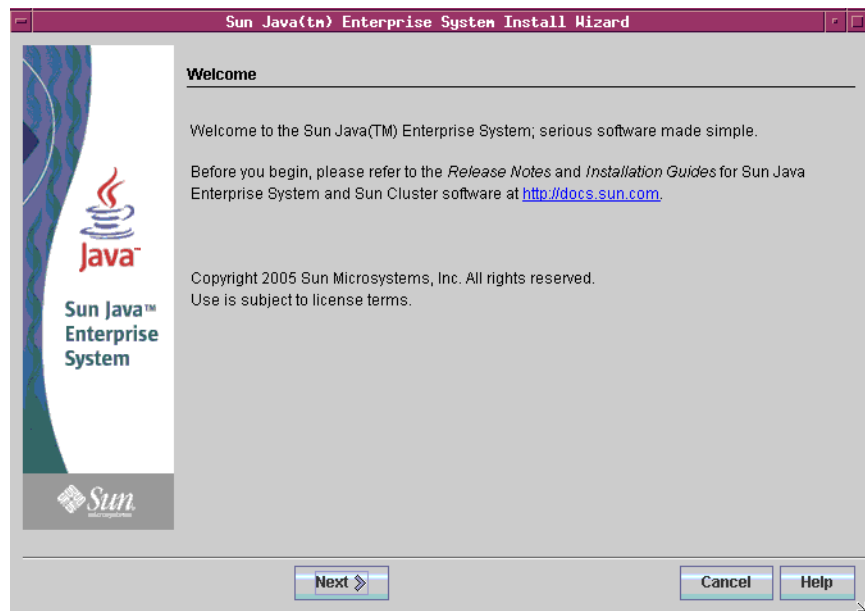 Sun Java(tm) Enterprise System Install Wizard
Welcome
Welcome to the Sun Java(TM) Enterprise System; serious software made simple.
Before you begin, please refer to the Release Notes and Installation Guides for Sun Java
Enterprise System and Sun Cluster software at http://docs.sun.com.
Copyright 2005 Sun Microsystems, Inc. All rights reserved.
Use is subject to license terms.
Java™
Sun Java™
Enterprise
System
Sun
microsystems
Next
Cancel
Help